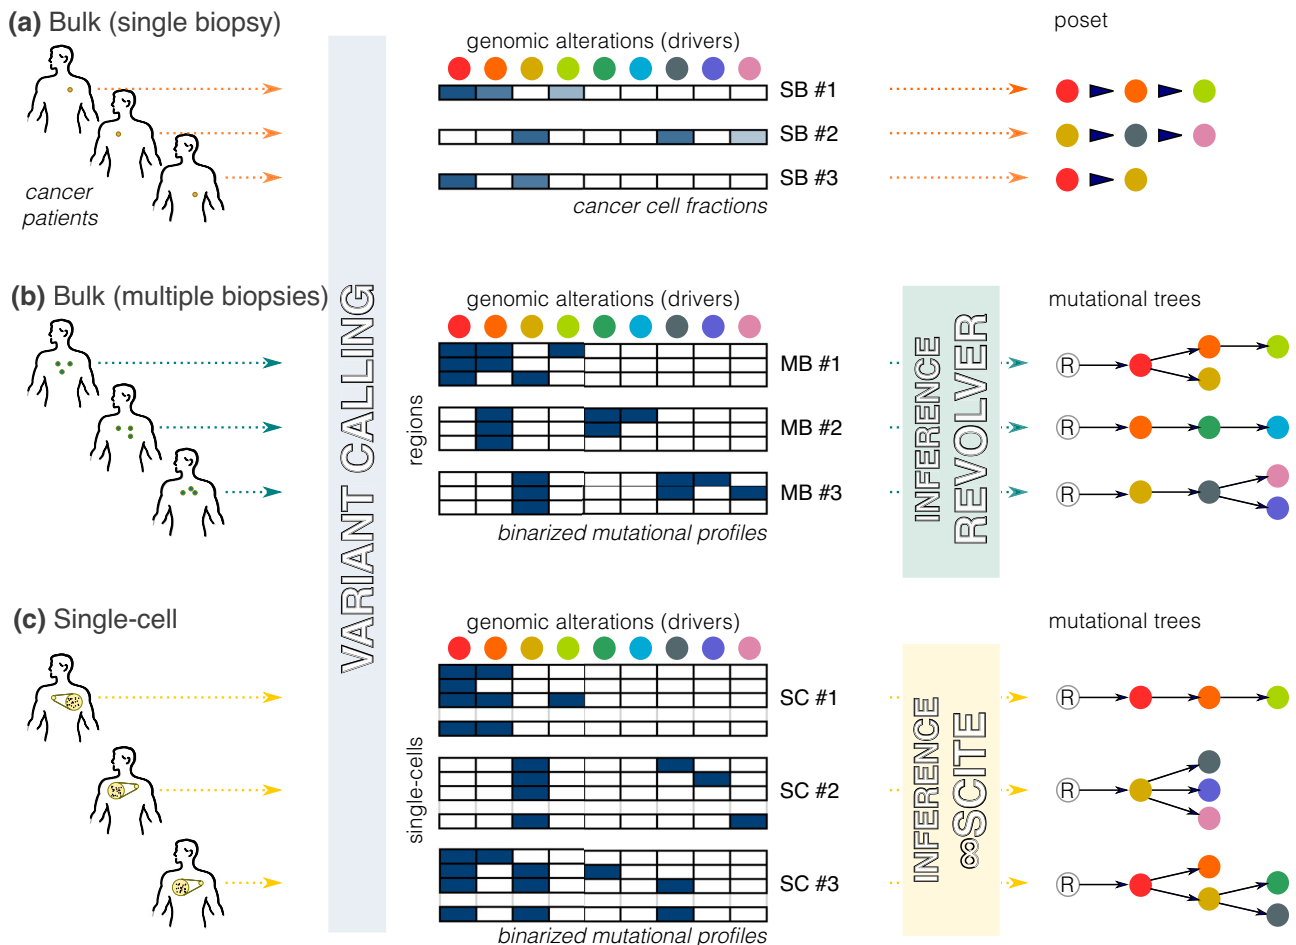 (a) Bulk (single biopsy)
poset
genomic alterations (drivers)
SB #1
SB #2
SB #3
cancer
patients
cancer cell fractions
VARIANT CALLING
(b) Bulk (multiple biopsies)
genomic alterations (drivers)
mutational trees
regions
MB #1
MB #2
MB #3
binarized mutational profiles
INFERENCE
REVOLVER
R
R
R
(c) Single-cell
genomic alterations (drivers)
mutational trees
single-cells
SC #1
SC #2
SC #3
binarized mutational profiles
INFERENCE
∞SCITE
R
R
R